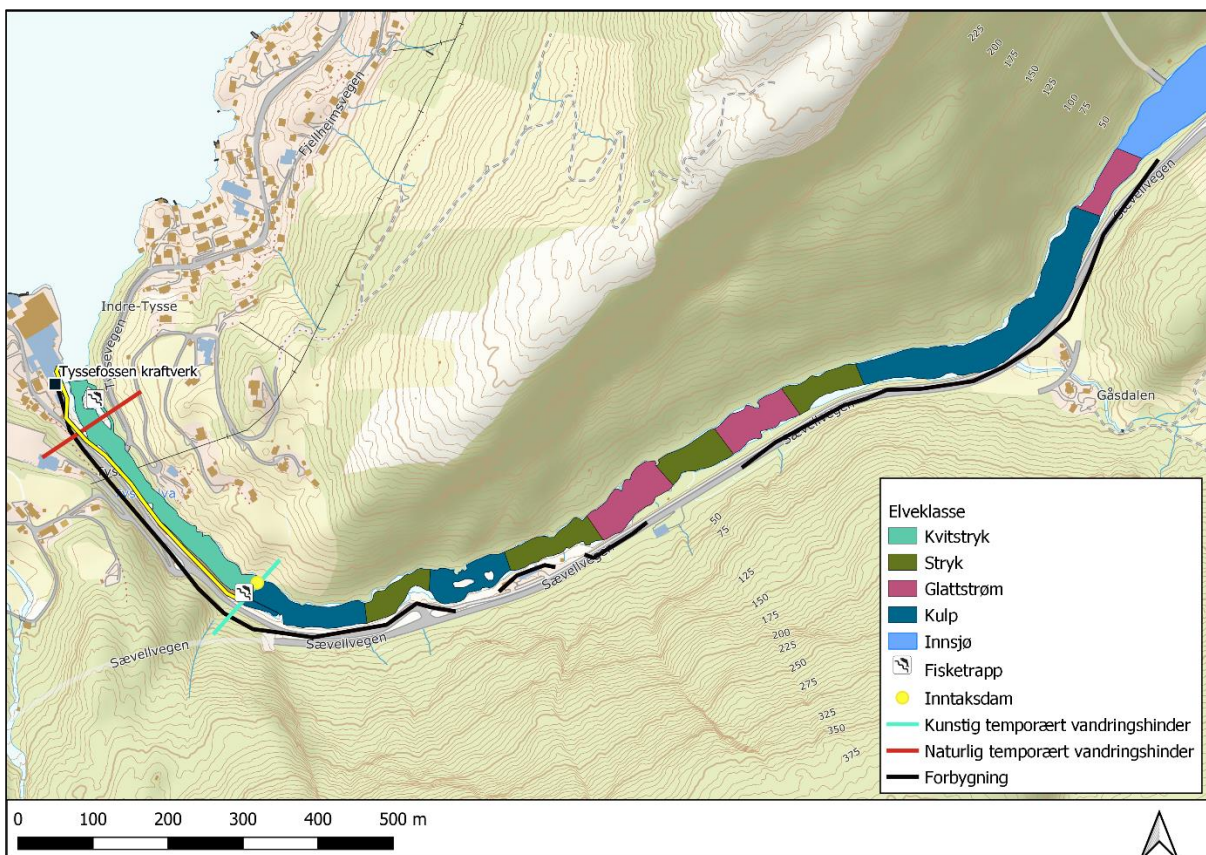 Fjellheimsvegen
225
200
175
150
125
100
75
50
Sævellvegen
Indre-Tysse
Tyssefossen kraftverk
Gåsdalen
Sævellvegen
50
75
Sævellvegen
Sævellvegen
Sævellvegen
125
150
175
200
225
250
275
325
350
375
Elveklasse
Kvitstryk
Stryk
Glattstrøm
Kulp
Innsjø
Fisketrapp
Inntaksdam
Kunstig temporært vandringshinder
Naturlig temporært vandringshinder
Forbygning
0 100 200 300 400 500 m